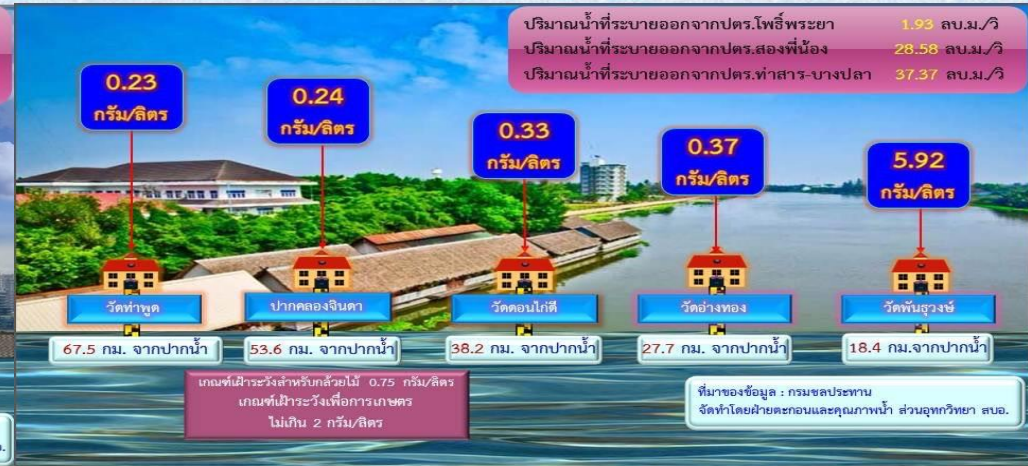 ปริมาณน้ำที่ระบายออกจากปตร.โพธิ์พระยา 1.93 ลบ.ม./วิ
ปริมาณน้ำที่ระบายออกจากปตร.สองพี่น้อง 28.58 ลบ.ม./วิ
ปริมาณน้ำที่ระบายออกจากปตร.ท่าสาร-บางปลา 37.37 ลบ.ม./วิ
0.23
กรัม/ลิตร
0.24
กรัม/ลิตร
0.33
กรัม/ลิตร
0.37
กรัม/ลิตร
5.92
กรัม/ลิตร
วัดท่าพูด
ปากคลองจินดา
วัดดอนไก่ดี
วัดอ่างทอง
วัดพันธุวงษ์
67.5 กม. จากปากน้ำ
53.6 กม. จากปากน้ำ
38.2 กม. จากปากน้ำ
27.7 กม. จากปากน้ำ
18.4 กม.จากปากน้ำ
เกณฑ์เฝ้าระวังสำหรับกล้วยไม้ 0.75 กรัม/ลิตร
เกณฑ์เฝ้าระวังเพื่อการเกษตร
ไม่เกิน 2 กรัม/ลิตร
ที่มาของข้อมูล : กรมชลประทาน
จัดทำโดยฝ่ายตะกอนและคุณภาพน้ำ ส่วนอุทกวิทยา สบอ.